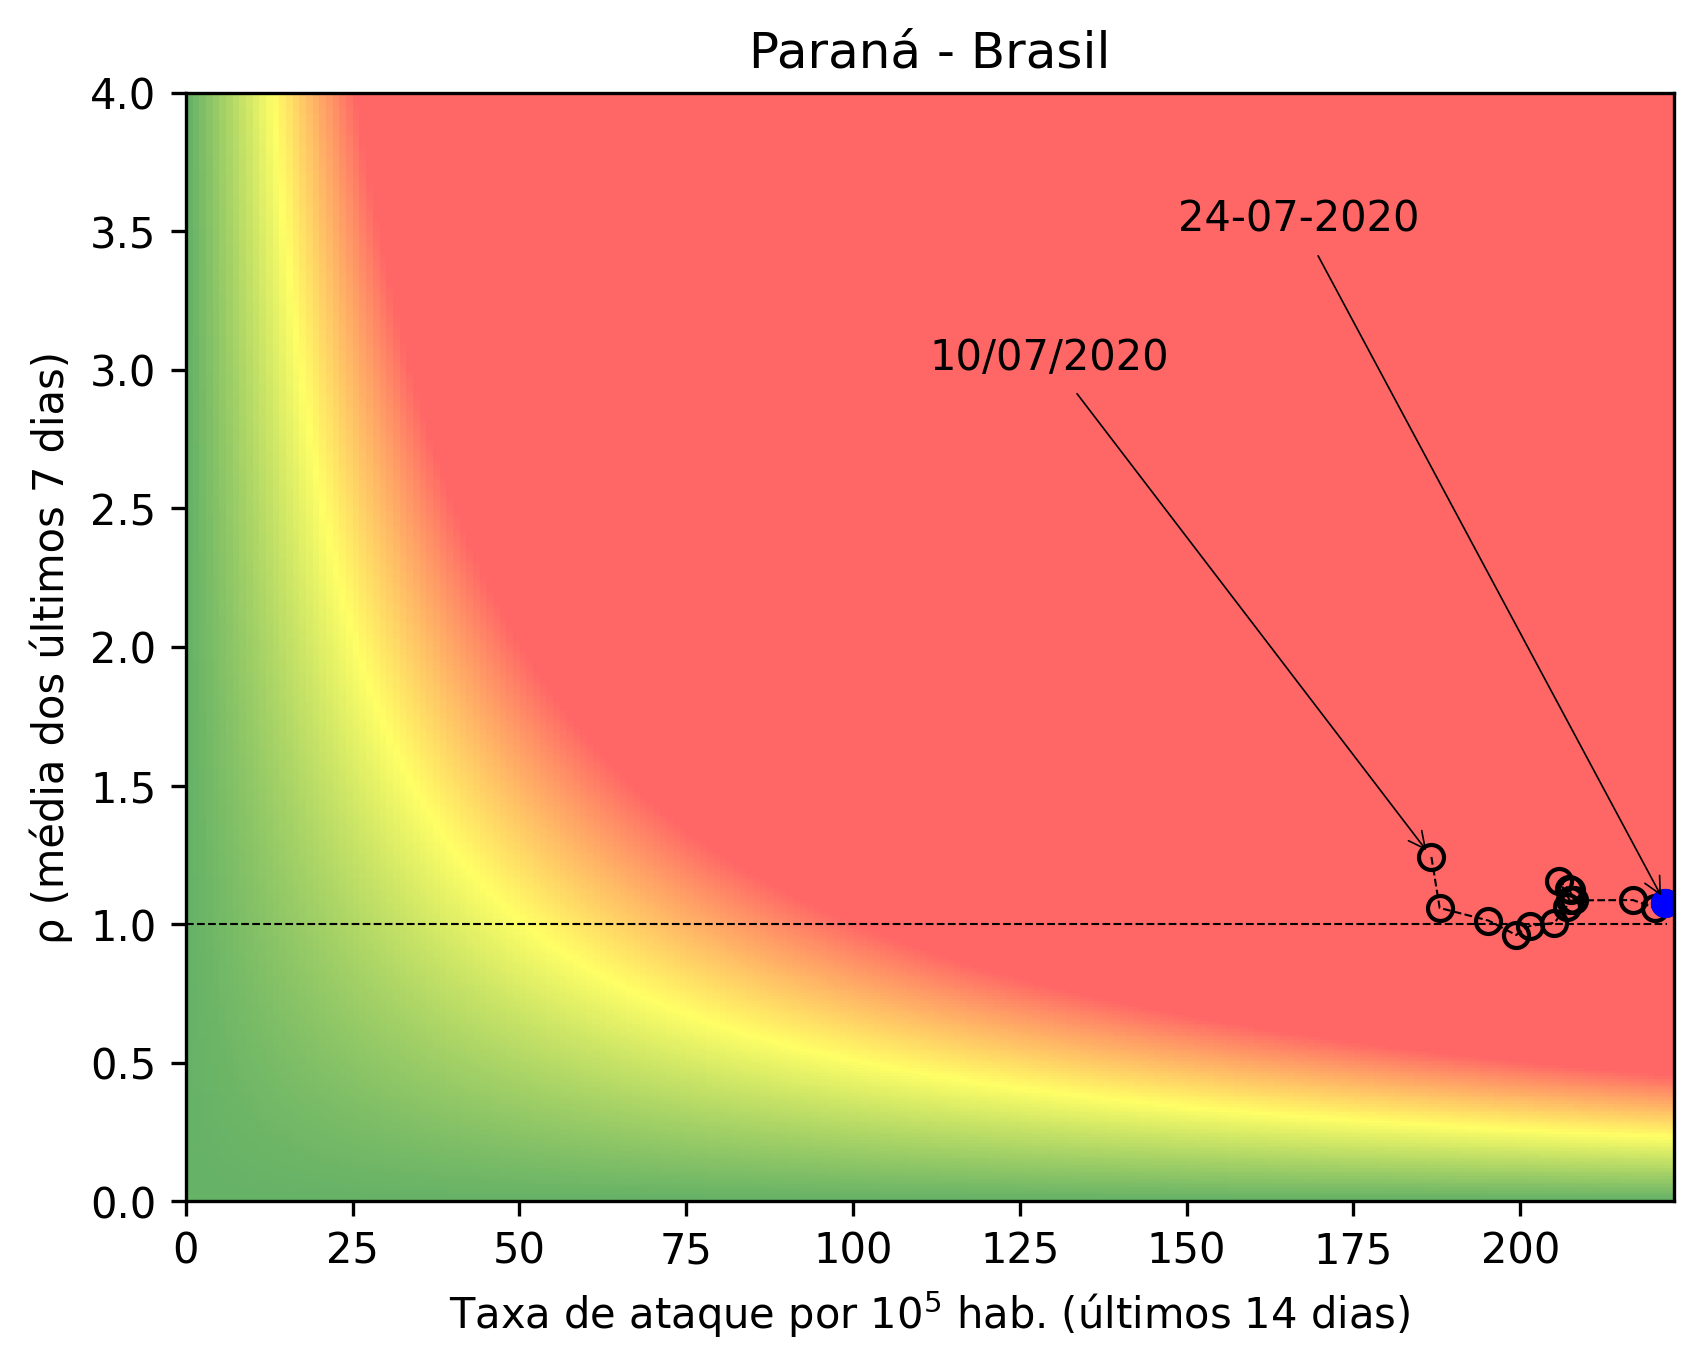 Paraná - Brasil
4.0
3.5
3.0
2.5
2.0
1.5
1.0
0.5
0.0
ρ (média dos últimos 7 dias)
24-07-2020
10/07/2020
0 25 50 75 100 125 150 175 200
Taxa de ataque por 10⁵ hab. (últimos 14 dias)